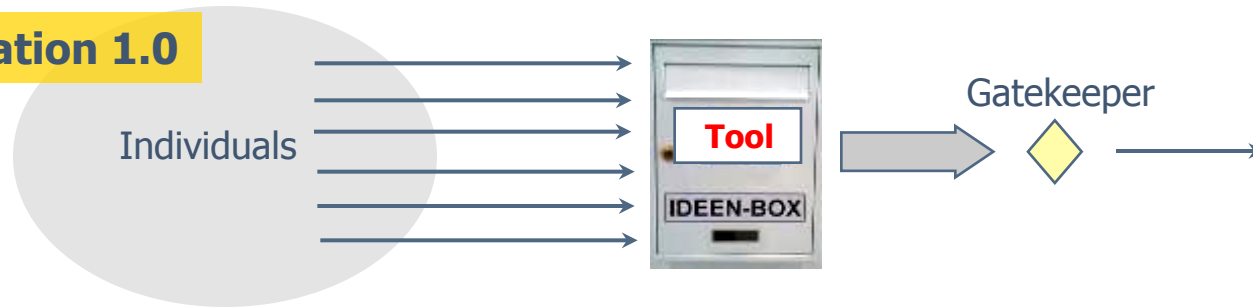 ation 1.0
Individuals
Tool
IDEEN-BOX
Gatekeeper